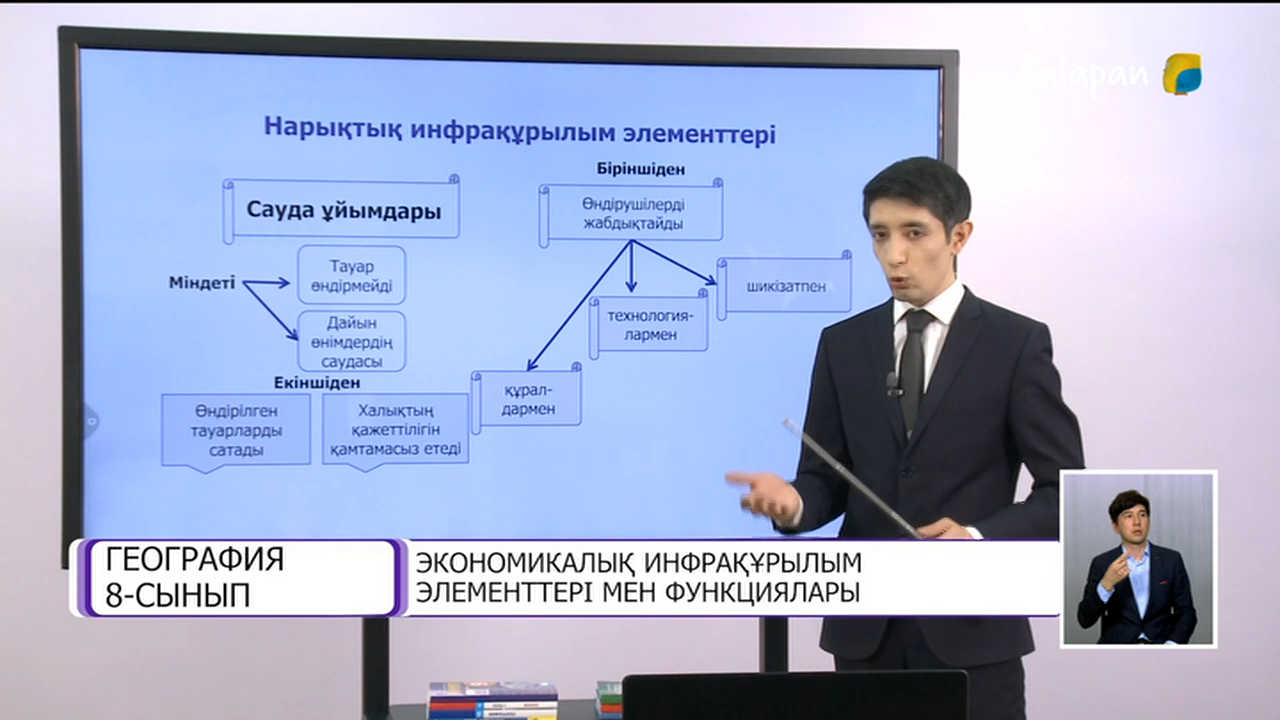 Balapan
Нарықтық инфрақұрылым элементтері
Біріншіден
Сауда ұйымдары
Өндірушілерді
жабдықтайды
Міндеті
Тауар
өндірмейді
Дайын
өнімдердің
саудасы
шикізатпен
технология-
лармен
құрал-
дармен
Екіншіден
Өндірілген
тауарларды
сатады
Халықтың
қажеттілігін
қамтамасыз етеді
ГЕОГРАФИЯ
8-СЫНЫП
ЭКОНОМИКАЛЫҚ ИНФРАҚҰРЫЛЫМ
ЭЛЕМЕНТТЕРІ МЕН ФУНКЦИЯЛАРЫ